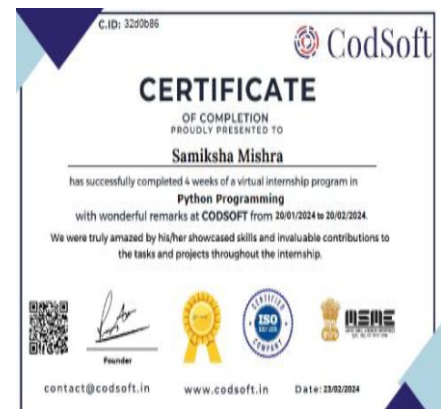 C.ID: 32d0b86
CodSoft
CERTIFICATE
OF COMPLETION
PROUDLY PRESENTED TO
Samiksha Mishra
has successfully completed 4 weeks of a virtual internship program in
Python Programming
with wonderful remarks at CODSOFT from 20/01/2024 to 20/02/2024.
We were truly amazed by his/her showcased skills and invaluable contributions to
the tasks and projects throughout the internship.
CERTIFIED
ISO
COMPANY
MSME
Founder
contact@codsoft.in www.codsoft.in Date: 23/02/2024